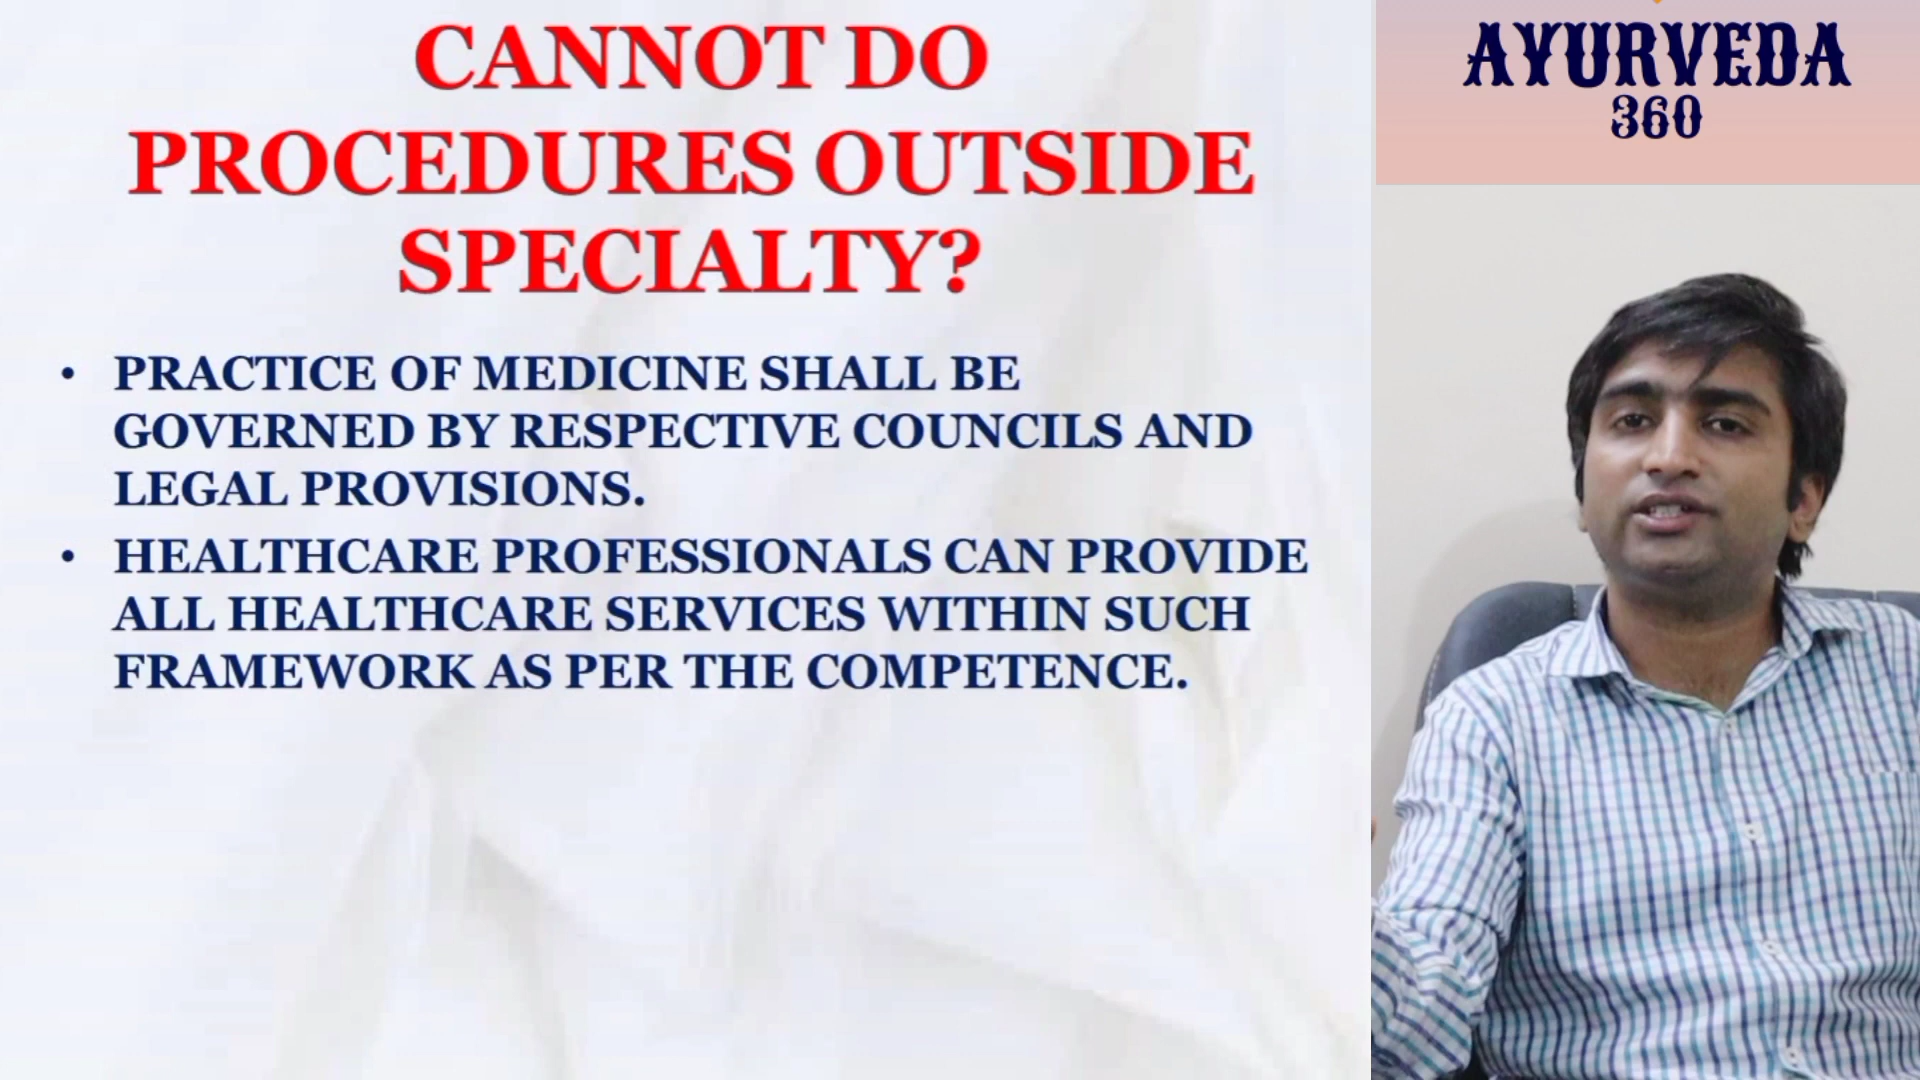 CANNOT DO
PROCEDURES OUTSIDE
SPECIALTY?
• PRACTICE OF MEDICINE SHALL BE
GOVERNED BY RESPECTIVE COUNCILS AND
LEGAL PROVISIONS.
• HEALTHCARE PROFESSIONALS CAN PROVIDE
ALL HEALTHCARE SERVICES WITHIN SUCH
FRAMEWORK AS PER THE COMPETENCE.
AYURVEDA
360